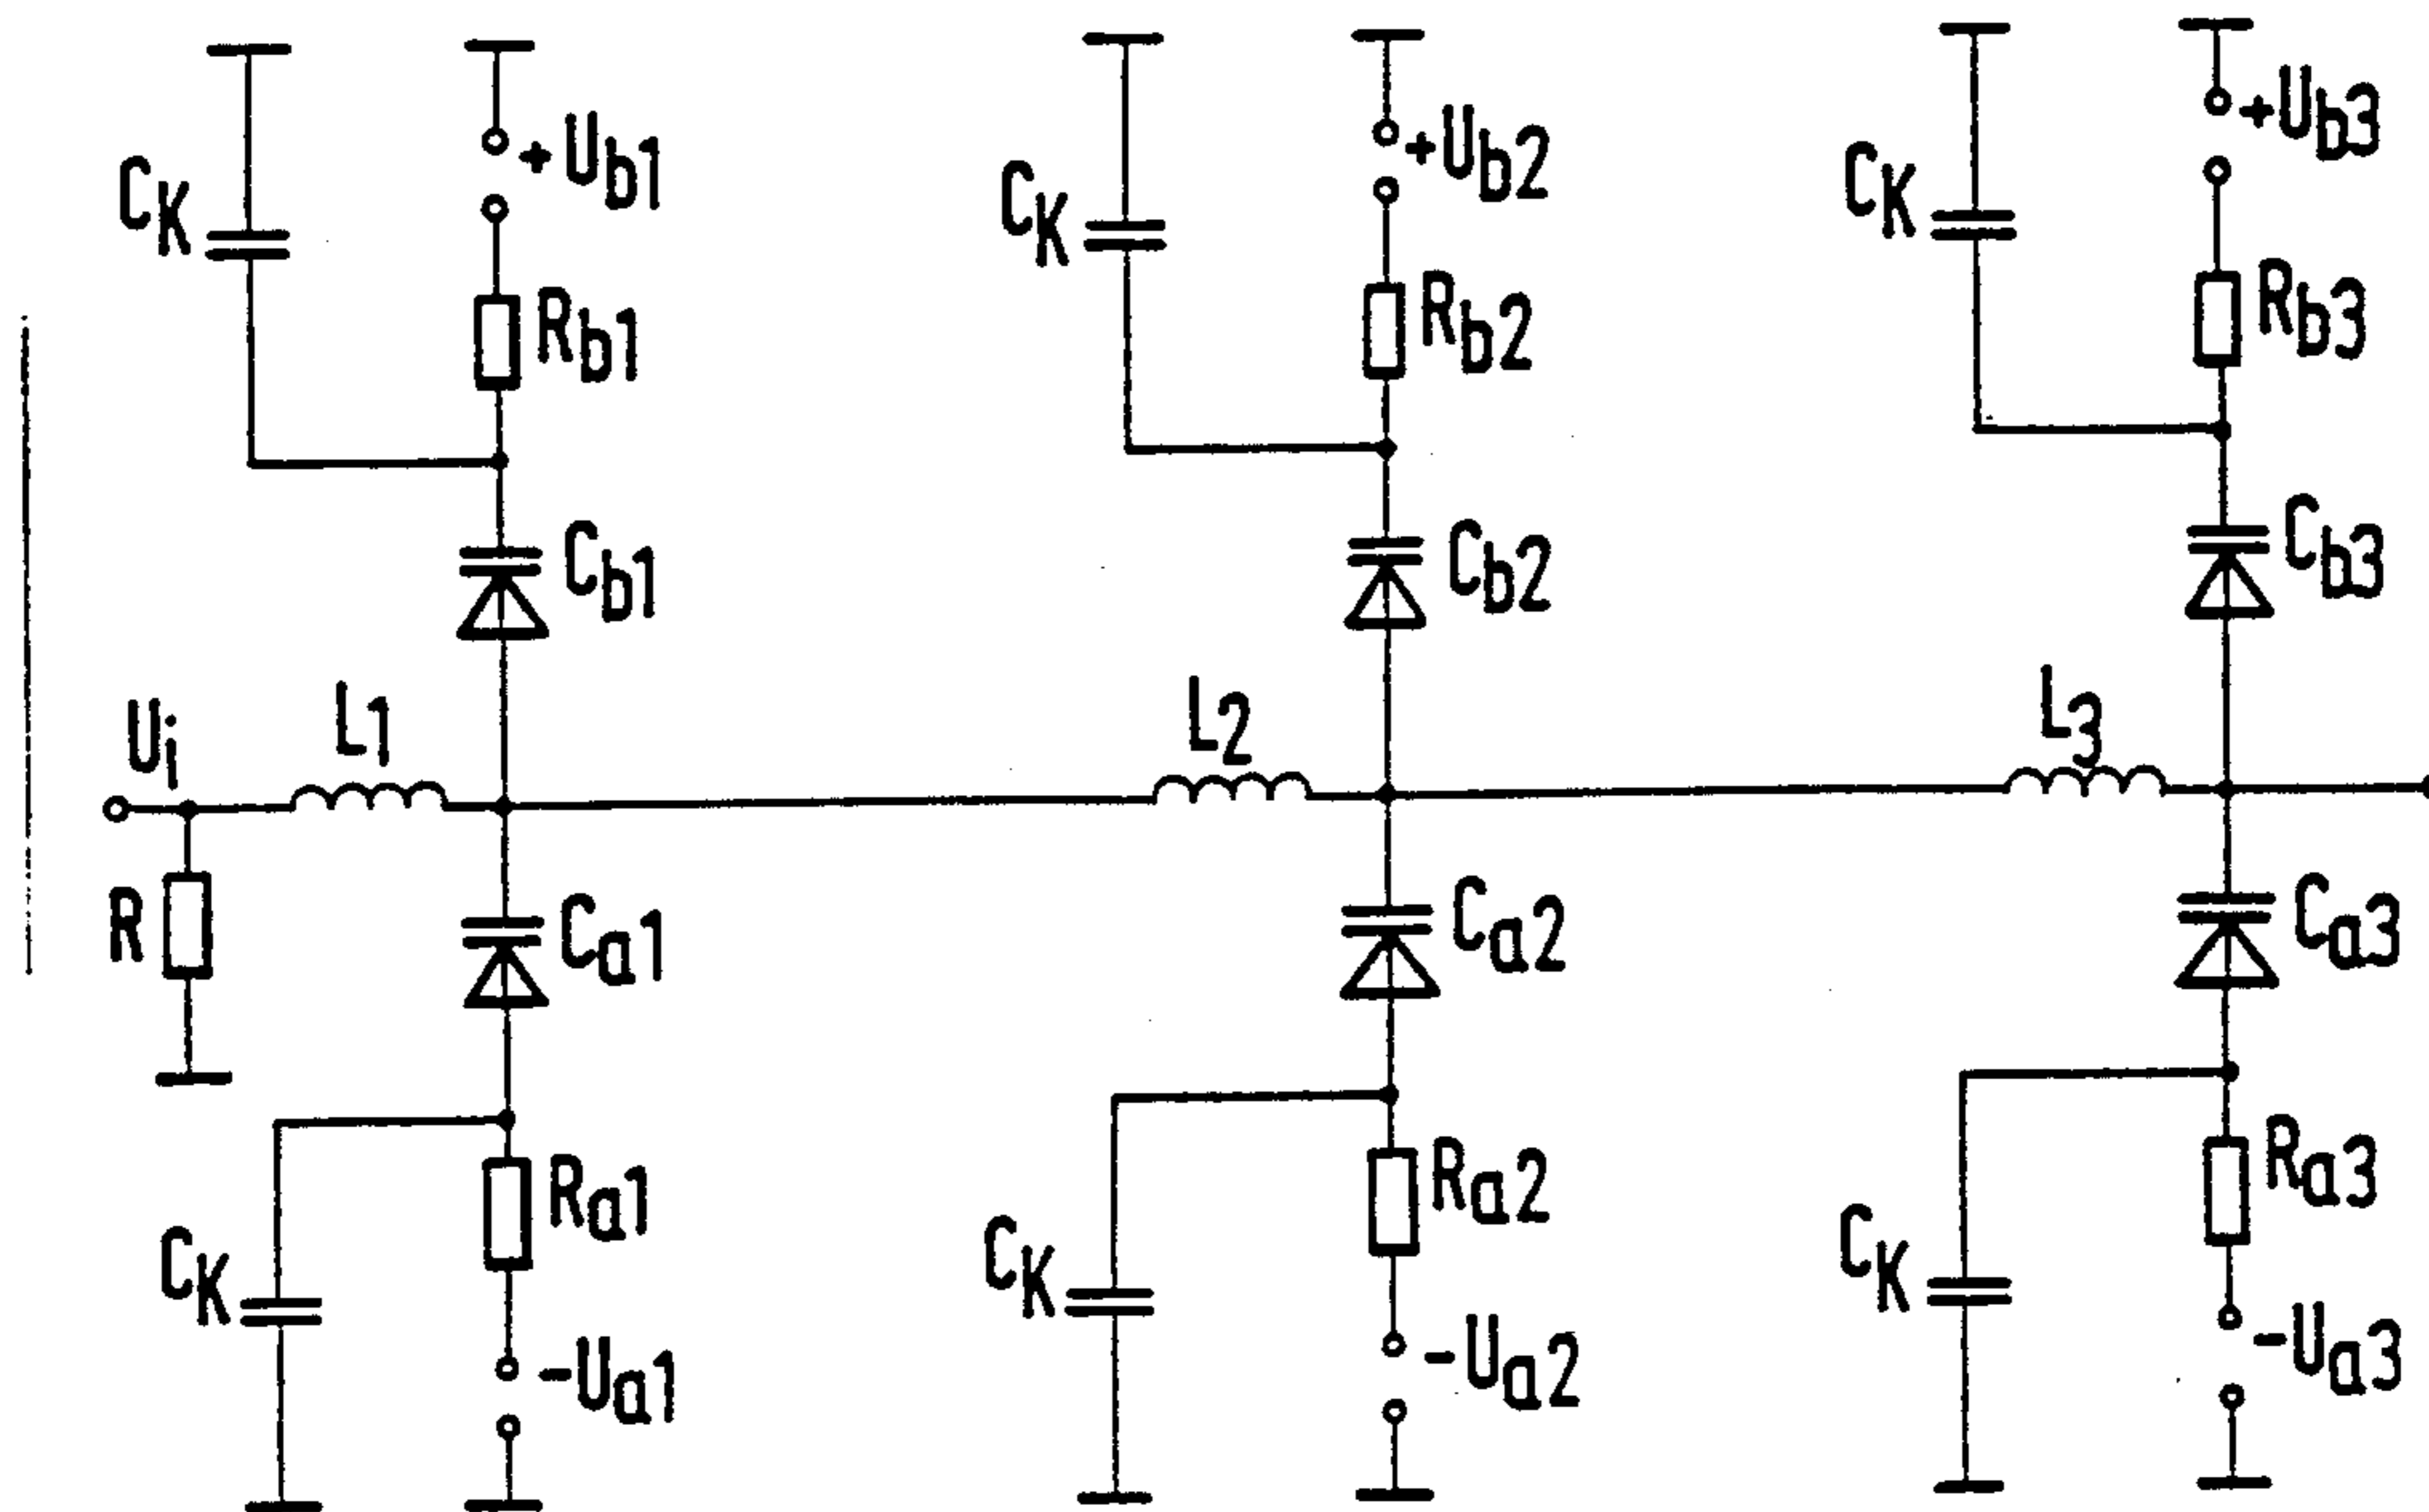 +Ub1
+Ub2
+Ub3
CK
CK
CK
Rb1
Rb2
Rb3
Cb1
Cb2
Cb3
Ui
L1
L2
L3
R
Ca1
Ca2
Ca3
Ra1
Ra2
Ra3
CK
CK
CK
-Ua1
-Ua2
-Ua3